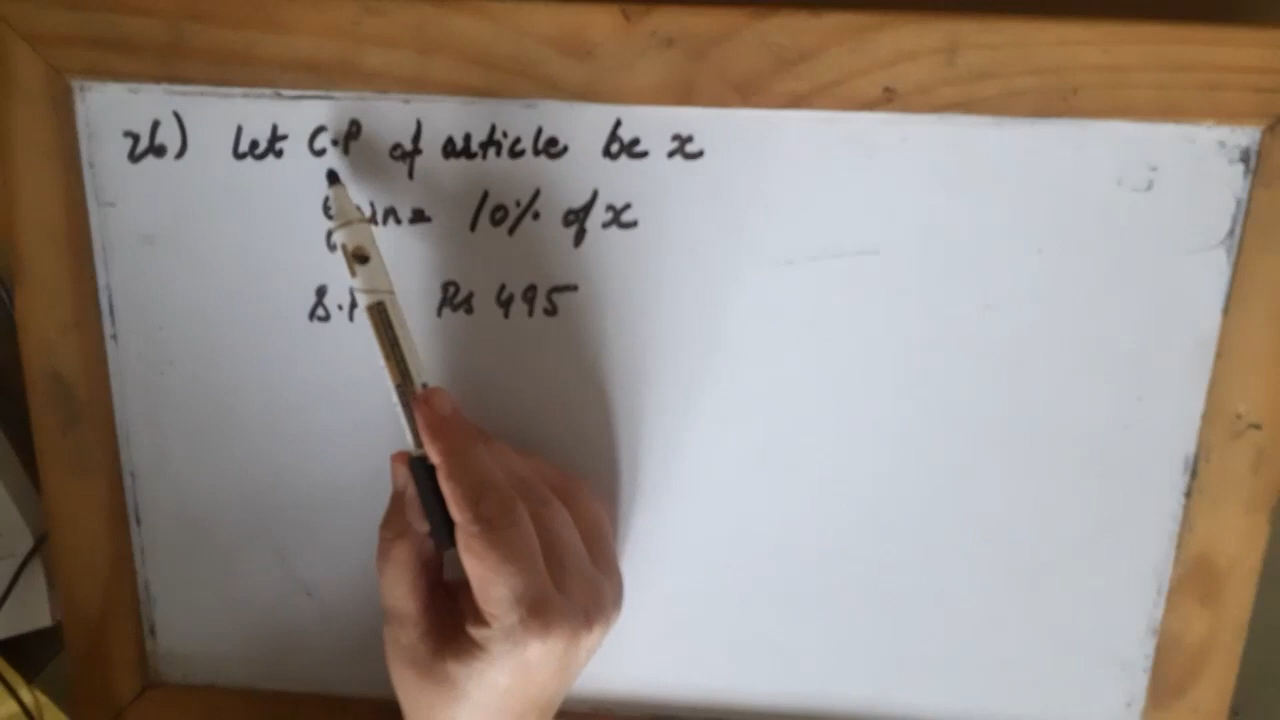 26) Let C.P of article be x
= 10% of x
Rs 495